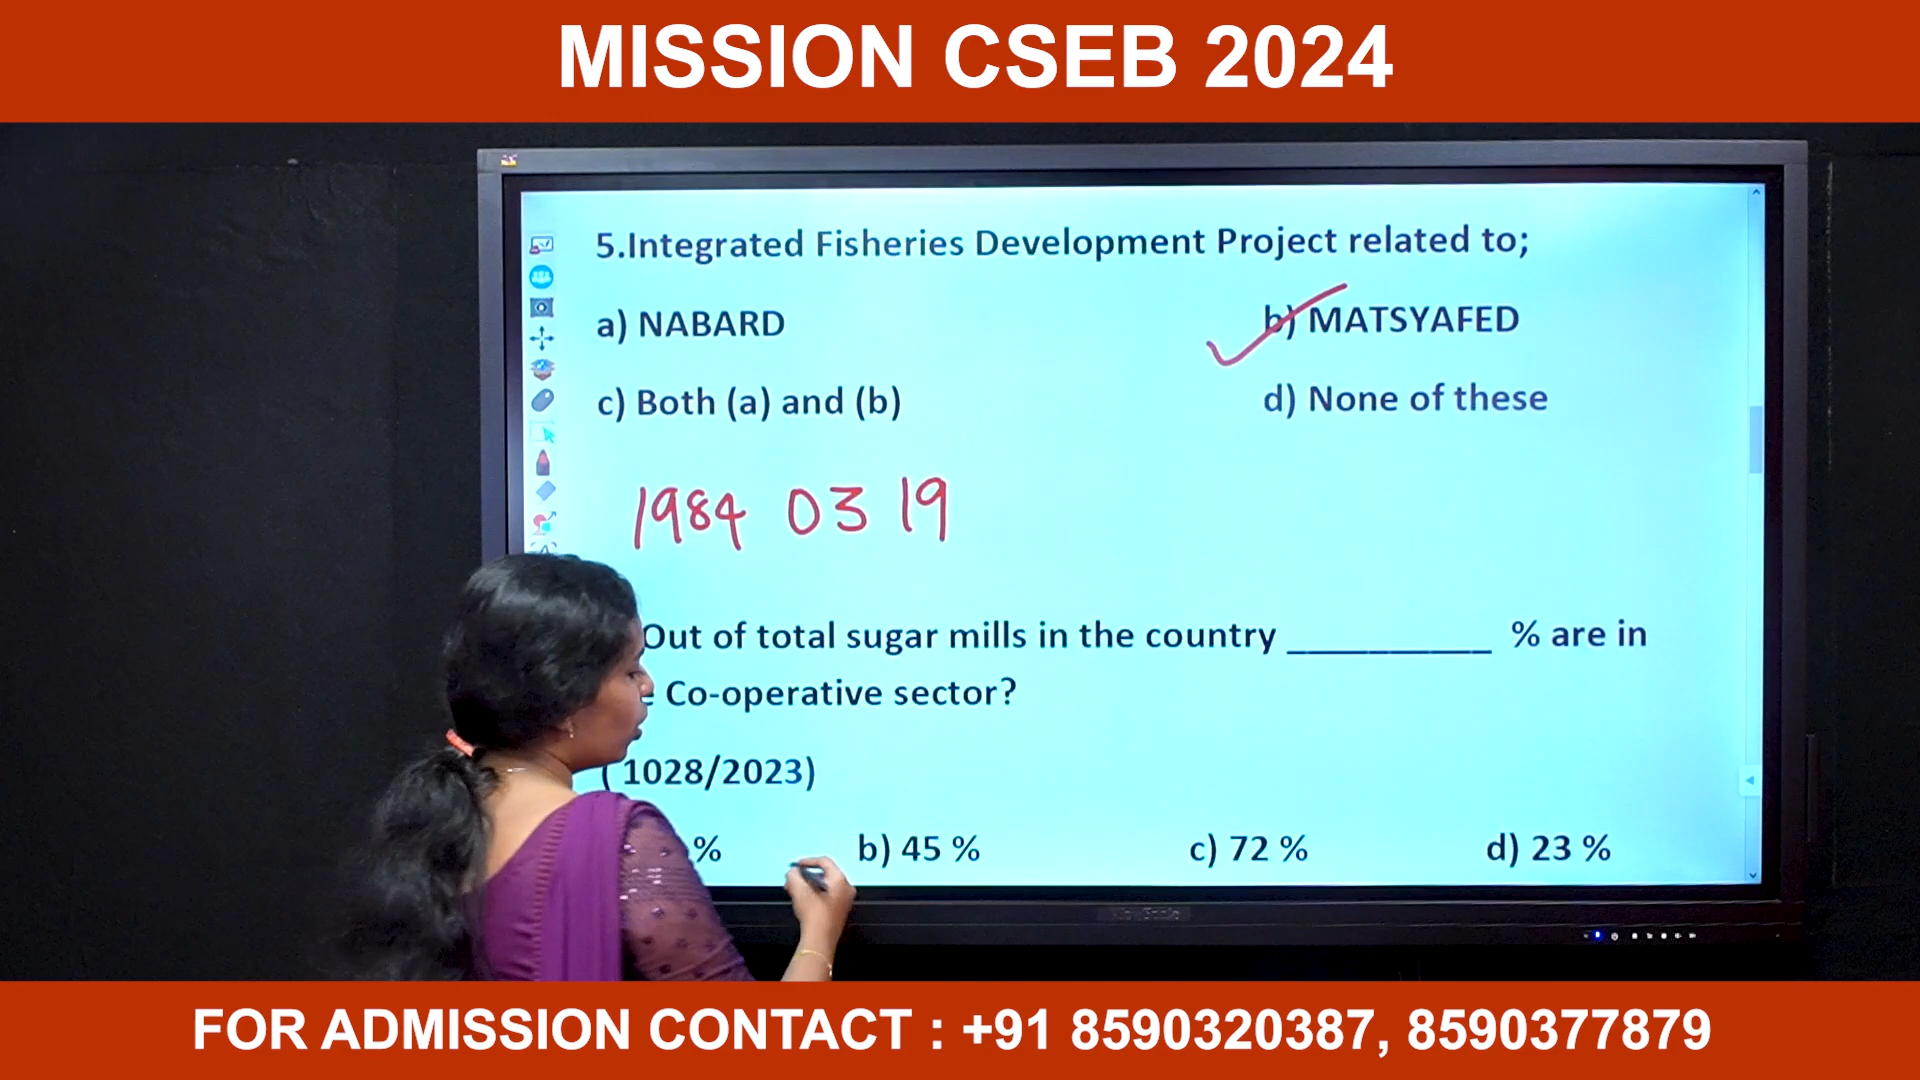 MISSION CSEB 2024
5.Integrated Fisheries Development Project related to;
a) NABARD
b) MATSYAFED
c) Both (a) and (b)
d) None of these
1984 03 19
Out of total sugar mills in the country __________ % are in
Co-operative sector?
( 1028/2023)
% b) 45 % c) 72 % d) 23 %
FOR ADMISSION CONTACT : +91 8590320387, 8590377879